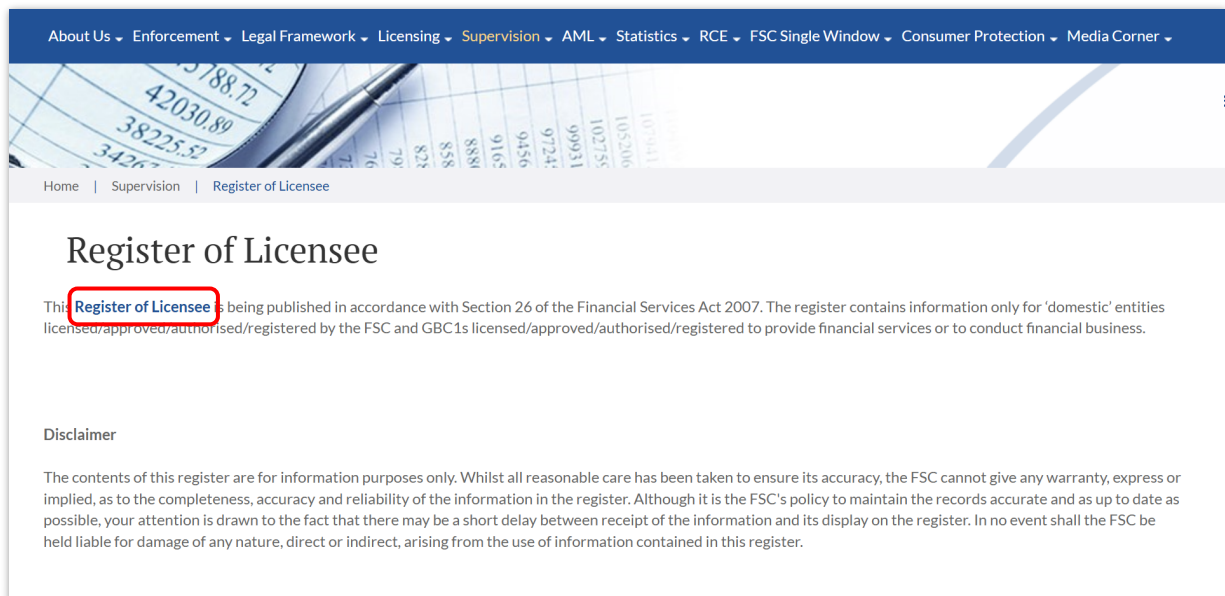 About Us Enforcement Legal Framework Licensing Supervision AML Statistics RCE FSC Single Window Consumer Protection Media Corner
42030.89
38225.52
Home | Supervision | Register of Licensee
Register of Licensee
This Register of Licensee is being published in accordance with Section 26 of the Financial Services Act 2007. The register contains information only for ‘domestic’ entities
licensed/approved/authorised/registered by the FSC and GBC1s licensed/approved/authorised/registered to provide financial services or to conduct financial business.
Disclaimer
The contents of this register are for information purposes only. Whilst all reasonable care has been taken to ensure its accuracy, the FSC cannot give any warranty, express or
implied, as to the completeness, accuracy and reliability of the information in the register. Although it is the FSC's policy to maintain the records accurate and as up to date as
possible, your attention is drawn to the fact that there may be a short delay between receipt of the information and its display on the register. In no event shall the FSC be
held liable for damage of any nature, direct or indirect, arising from the use of information contained in this register.